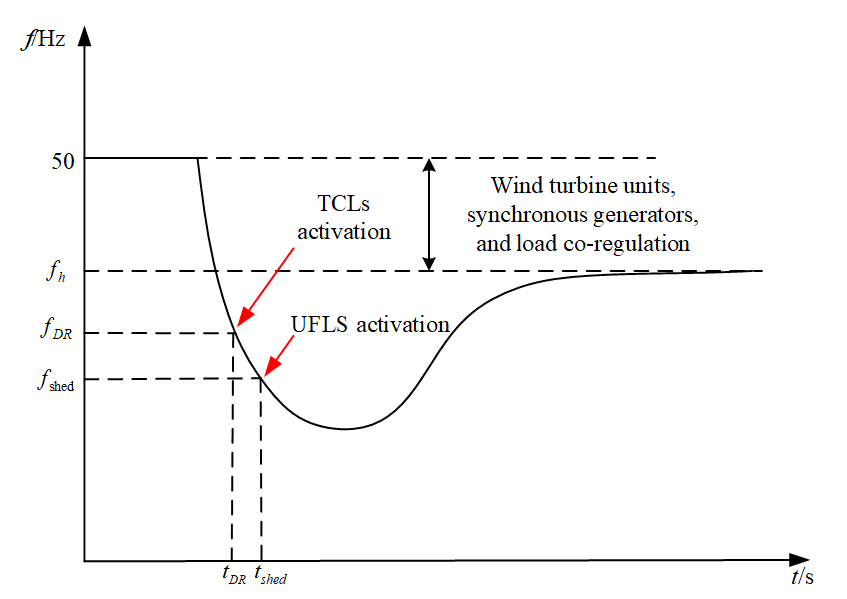 f/Hz
50
Wind turbine units,
synchronous generators,
and load co-regulation
TCLs
activation
f_h
f_DR
UFLS activation
f_shed
t_DR
t_shed
t/s